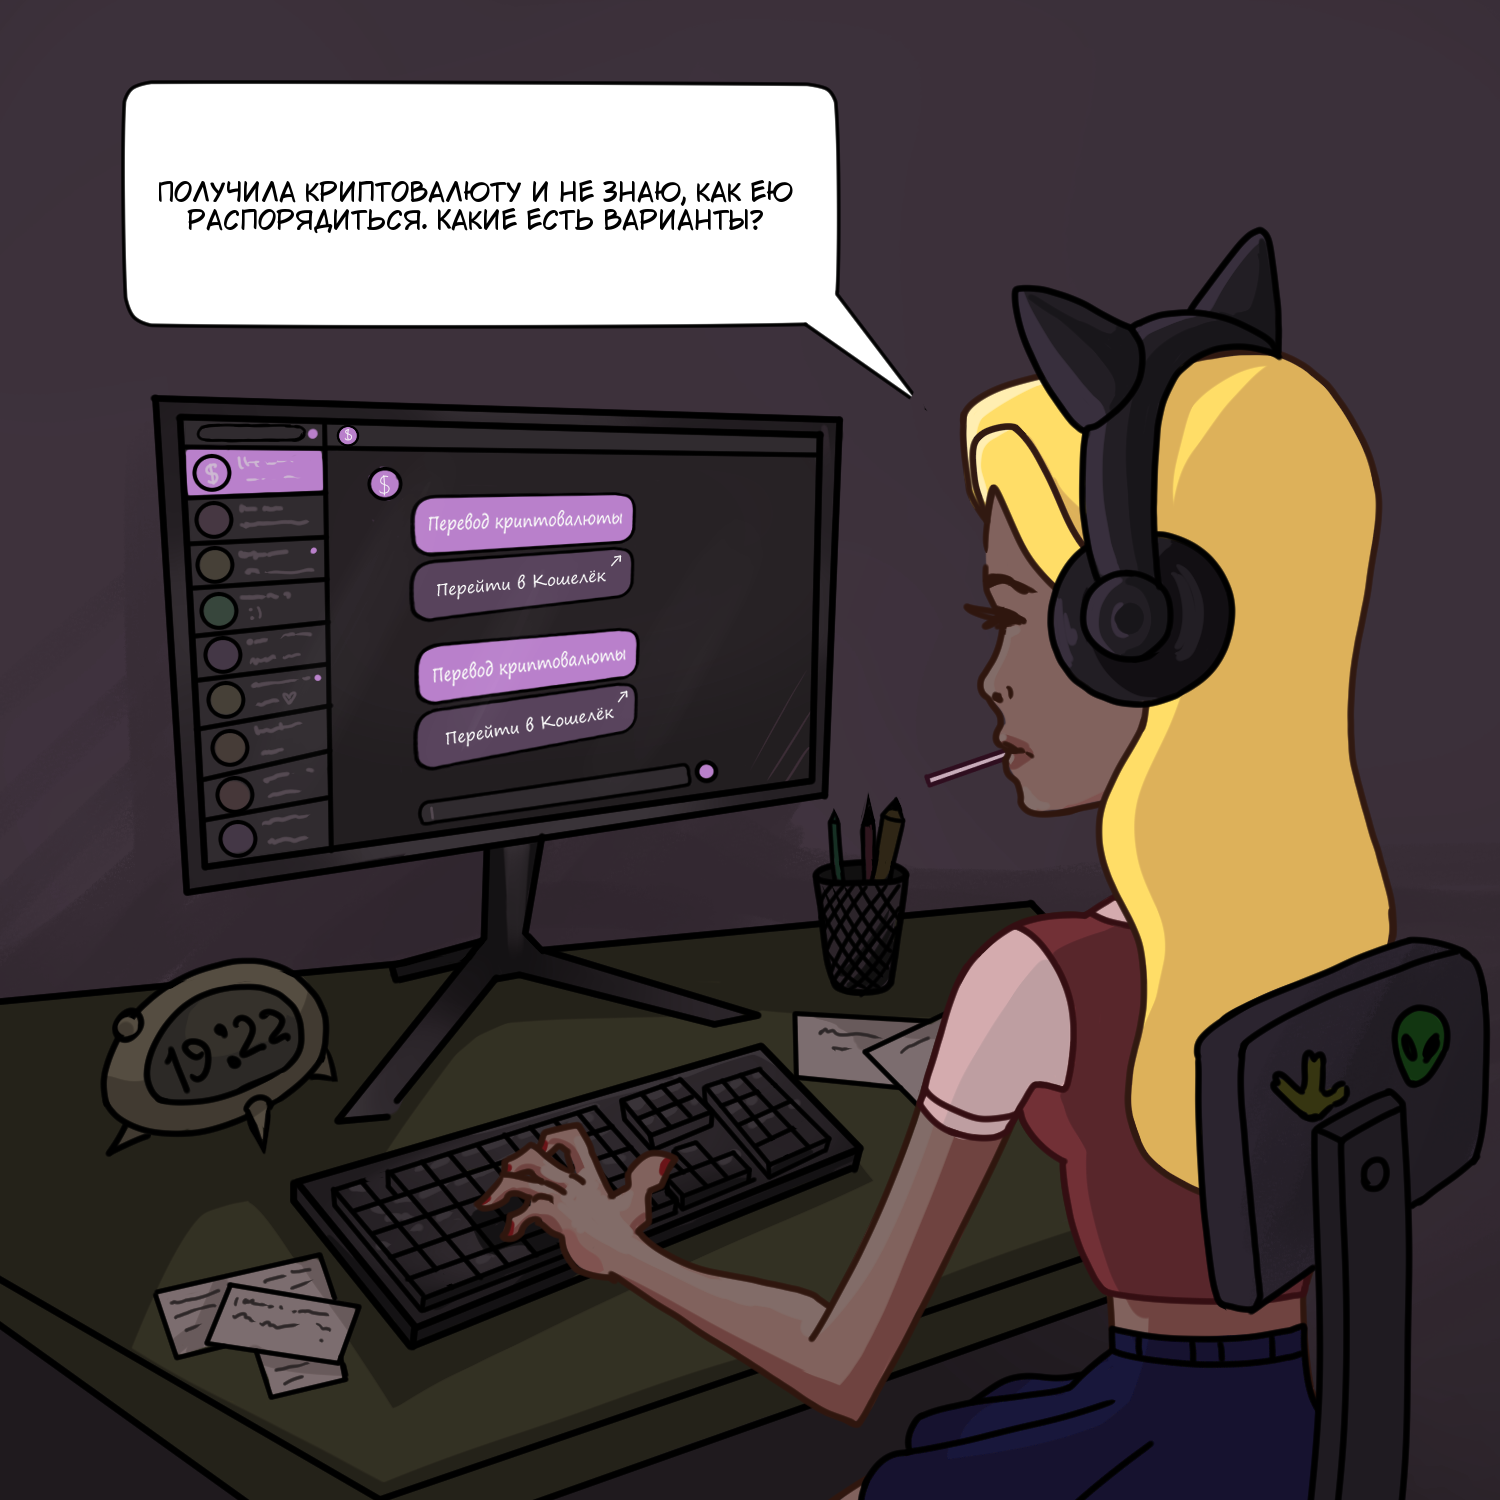 ПОЛУЧИЛА КРИПТОВАЛЮТУ И НЕ ЗНАЮ, КАК ЕЮ
РАСПОРЯДИТЬСЯ. КАКИЕ ЕСТЬ ВАРИАНТЫ?
$
$
$
Перевод криптовалюты
Перейти в Кошелёк
:)
Перевод криптовалюты
Перейти в Кошелёк
19:22